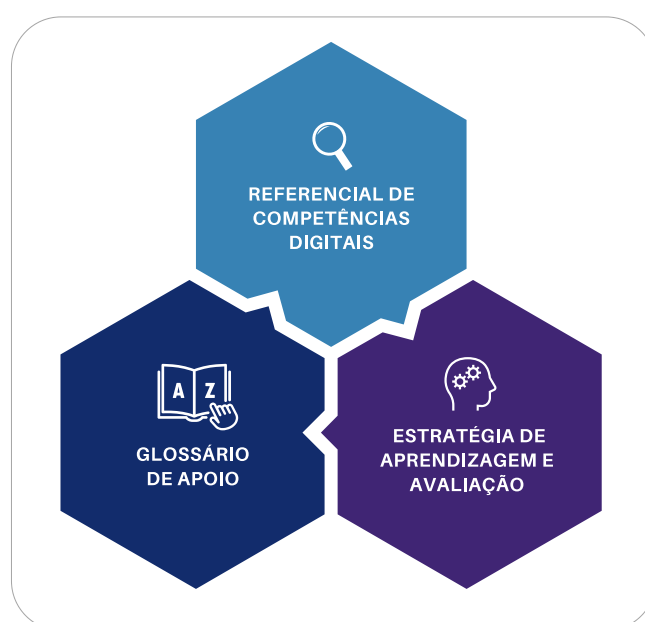 REFERENCIAL DE
COMPETÊNCIAS
DIGITAIS
A Z
GLOSSÁRIO
DE APOIO
ESTRATÉGIA DE
APRENDIZAGEM E
AVALIAÇÃO